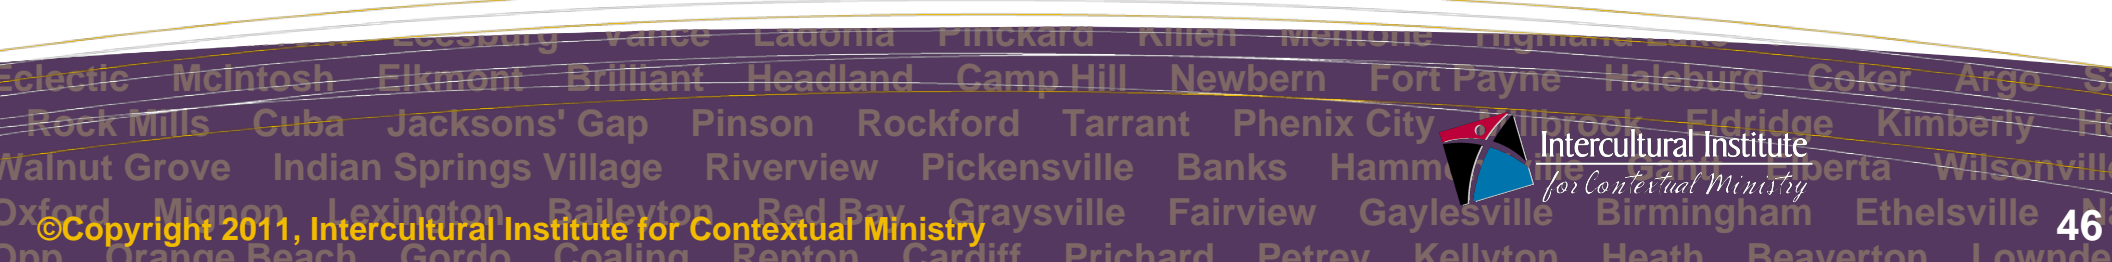 Leesburg Vance Ladonia Pinckard Killen Mentone Highland Lake
Eclectic McIntosh Elkmont Brilliant Headland Camp Hill Newbern Fort Payne Haleburg Coker Argo
Rock Mills Cuba Jacksons' Gap Pinson Rockford Tarrant Phenix City Millbrook Eldridge Kimberly
Intercultural Institute
Walnut Grove Indian Springs Village Riverview Pickensville Banks Wilsonville
for Contextual Ministry
Oxford Mignon Lexington Baileyton Red Bay Graysville Fairview Gaylesville Birmingham Ethelsville
©Copyright 2011, Intercultural Institute for Contextual Ministry
46
Opp Orange Beach Gordo Coaling Repton Cardiff Prichard Petrey Kellyton Heath Beaverton